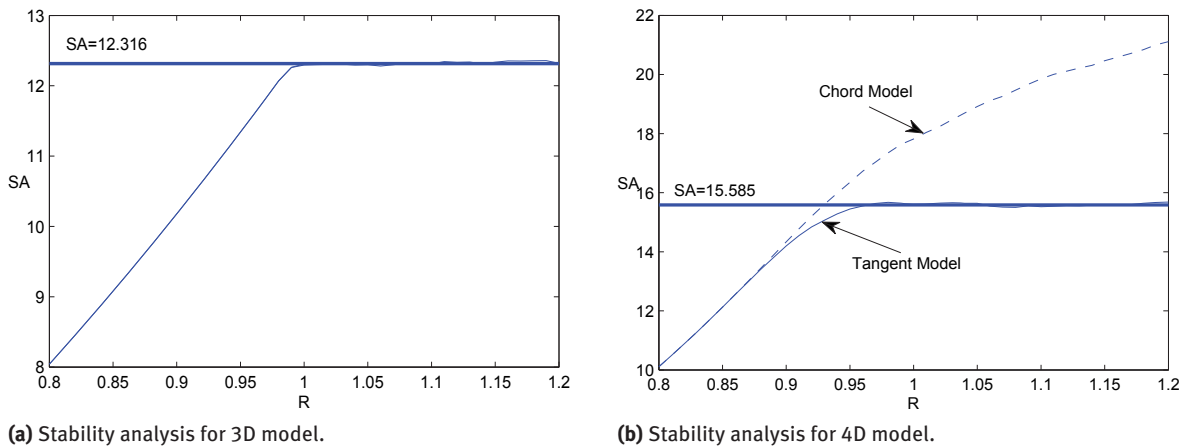 13
12
SA
10
9
8
SA=12.316
0.8 0.85 0.9 0.95 1 1.05 1.1 1.15 1.2
R
(a) Stability analysis for 3D model.
22
20
18
SA
16
14
12
10
Chord Model
SA=15.585
Tangent Model
0.8 0.85 0.9 0.95 1 1.05 1.1 1.15 1.2
R
(b) Stability analysis for 4D model.